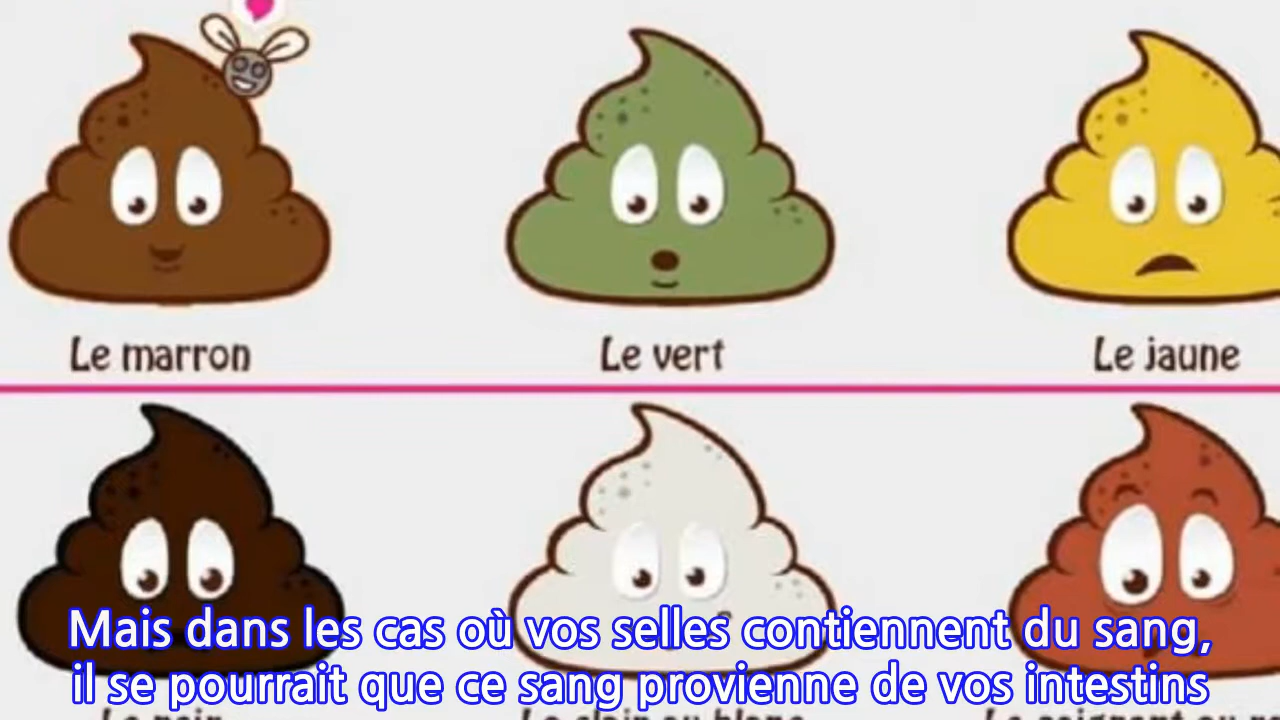 Le marron
Le vert
Le jaune
Mais dans les cas où vos selles contiennent du sang,
il se pourrait que ce sang provienne de vos intestins